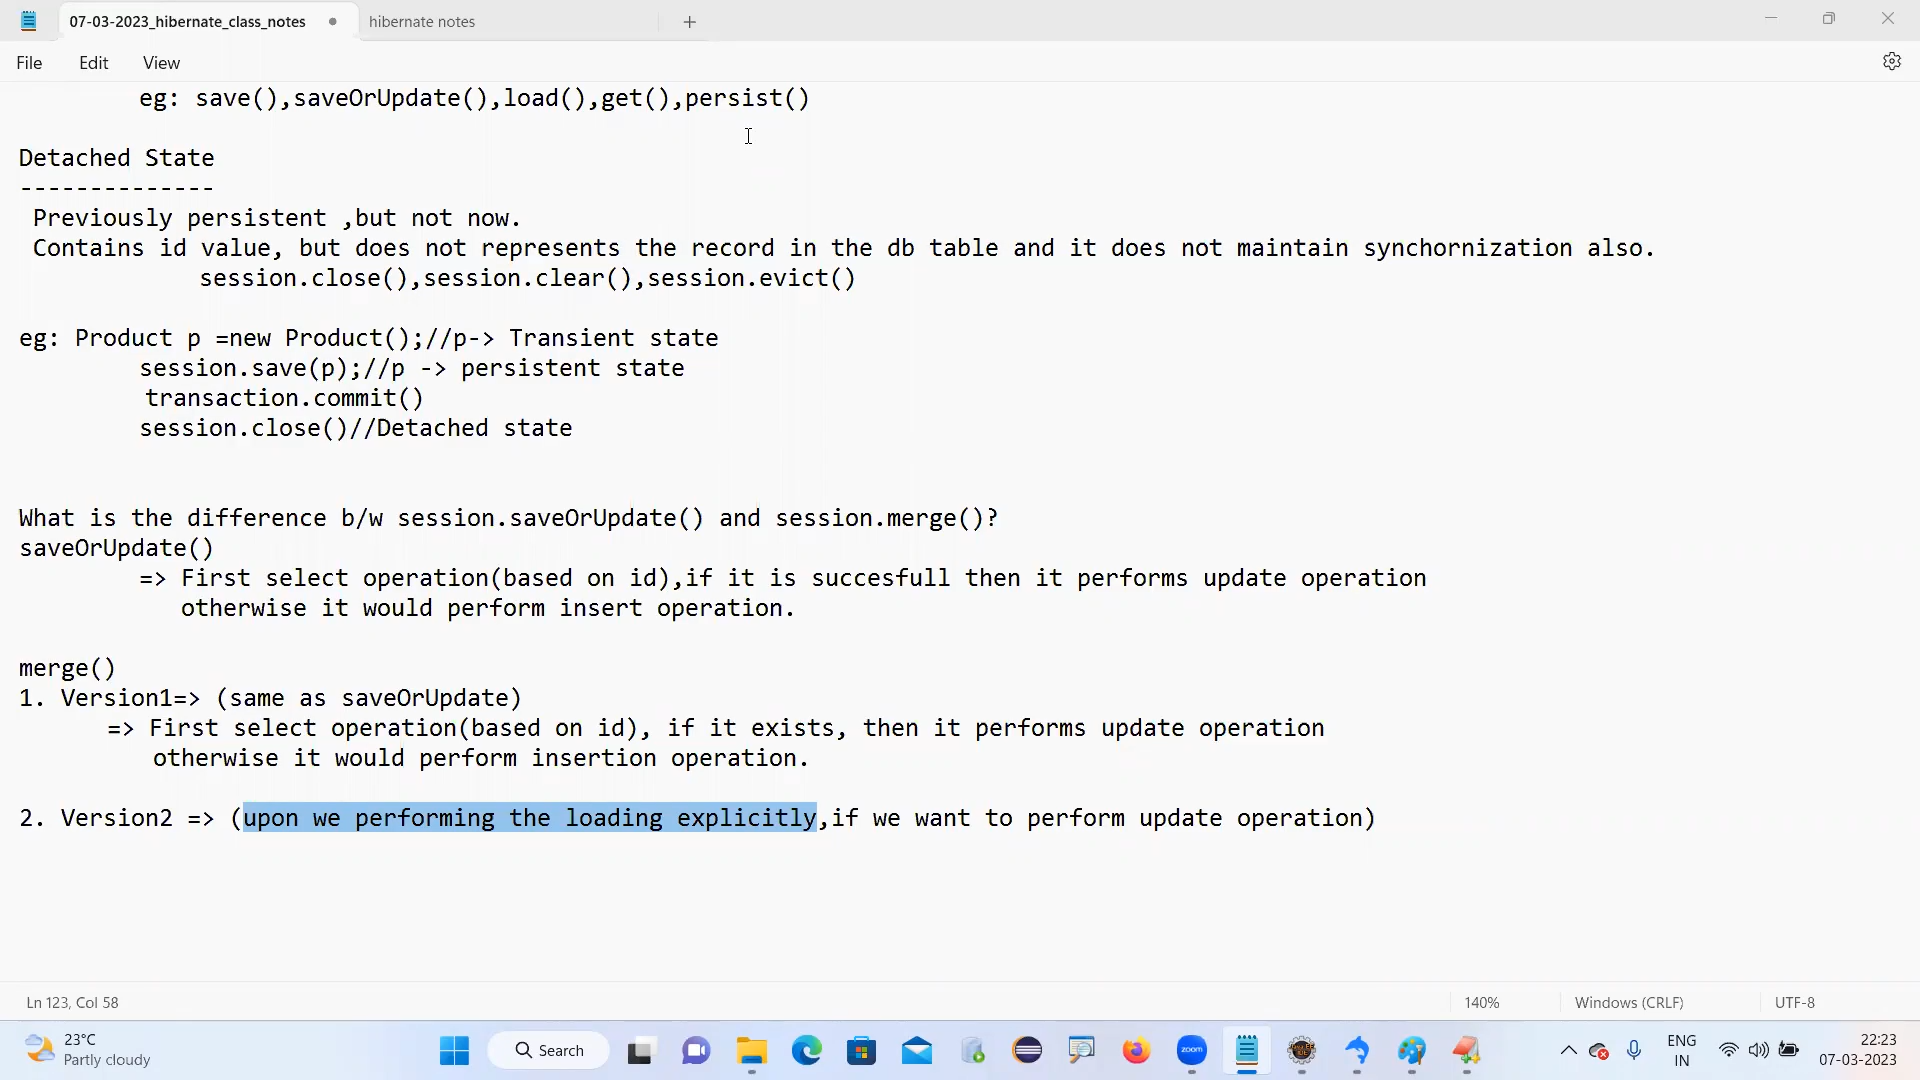 07-03-2023_hibernate_class_notes
hibernate notes
File Edit View
eg: save(),saveOrUpdate(),load(),get(),persist()
Detached State
--------------
Previously persistent ,but not now.
Contains id value, but does not represents the record in the db table and it does not maintain synchornization also.
session.close(),session.clear(),session.evict()
eg: Product p =new Product();//p-> Transient state
session.save(p);//p -> persistent state
transaction.commit()
session.close()//Detached state
What is the difference b/w session.saveOrUpdate() and session.merge()?
saveOrUpdate()
=> First select operation(based on id),if it is succesfull then it performs update operation
otherwise it would perform insert operation.
merge()
1. Version1=> (same as saveOrUpdate)
=> First select operation(based on id), if it exists, then it performs update operation
otherwise it would perform insertion operation.
2. Version2 => (upon we performing the loading explicitly,if we want to perform update operation)
Ln 123, Col 58
140%
Windows (CRLF)
UTF-8
23°C
Partly cloudy
Search
zoom
ENG
IN
22:23
07-03-2023